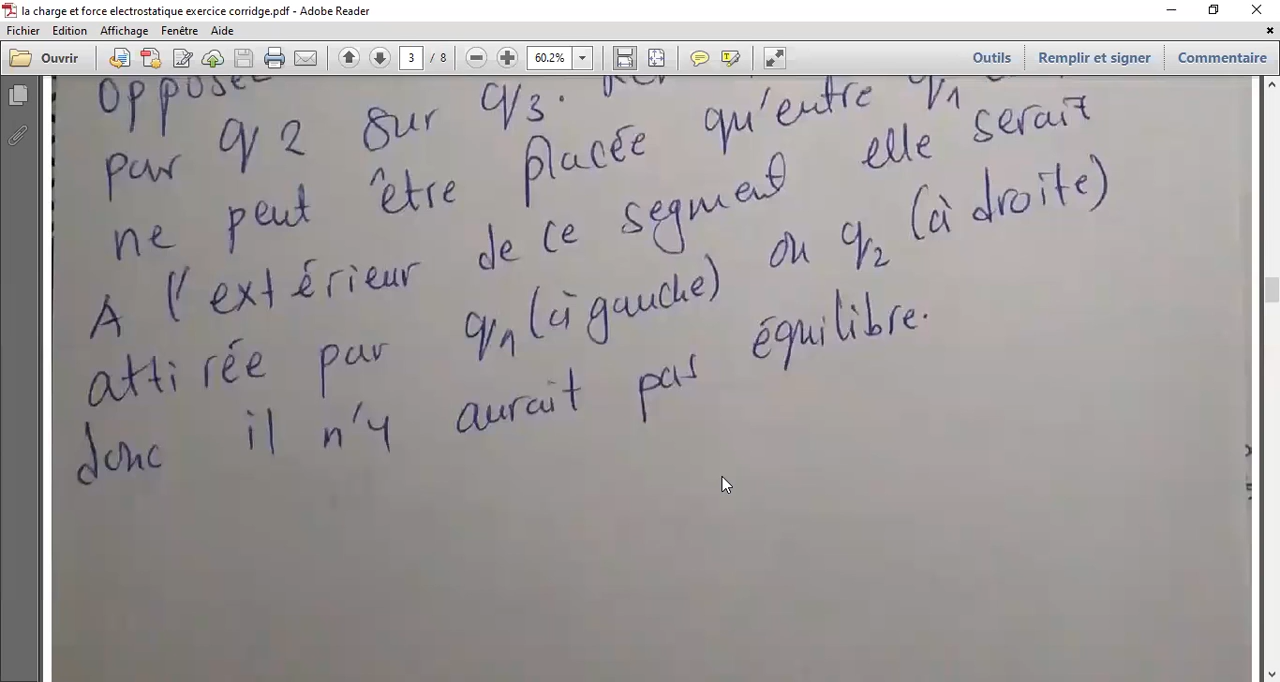 la charge et force electrostatique exercice corridge.pdf - Adobe Reader
Fichier Edition Affichage Fenêtre Aide
Ouvrir 3 / 8 60.2% Outils Remplir et signer Commentaire
par q2 sur q3.
ne peut être placée qu'entre q1
A l'extérieur de ce segment elle serait
attirée par q1 (à gauche) ou q2 (à droite)
donc il n'y aurait pas équilibre.